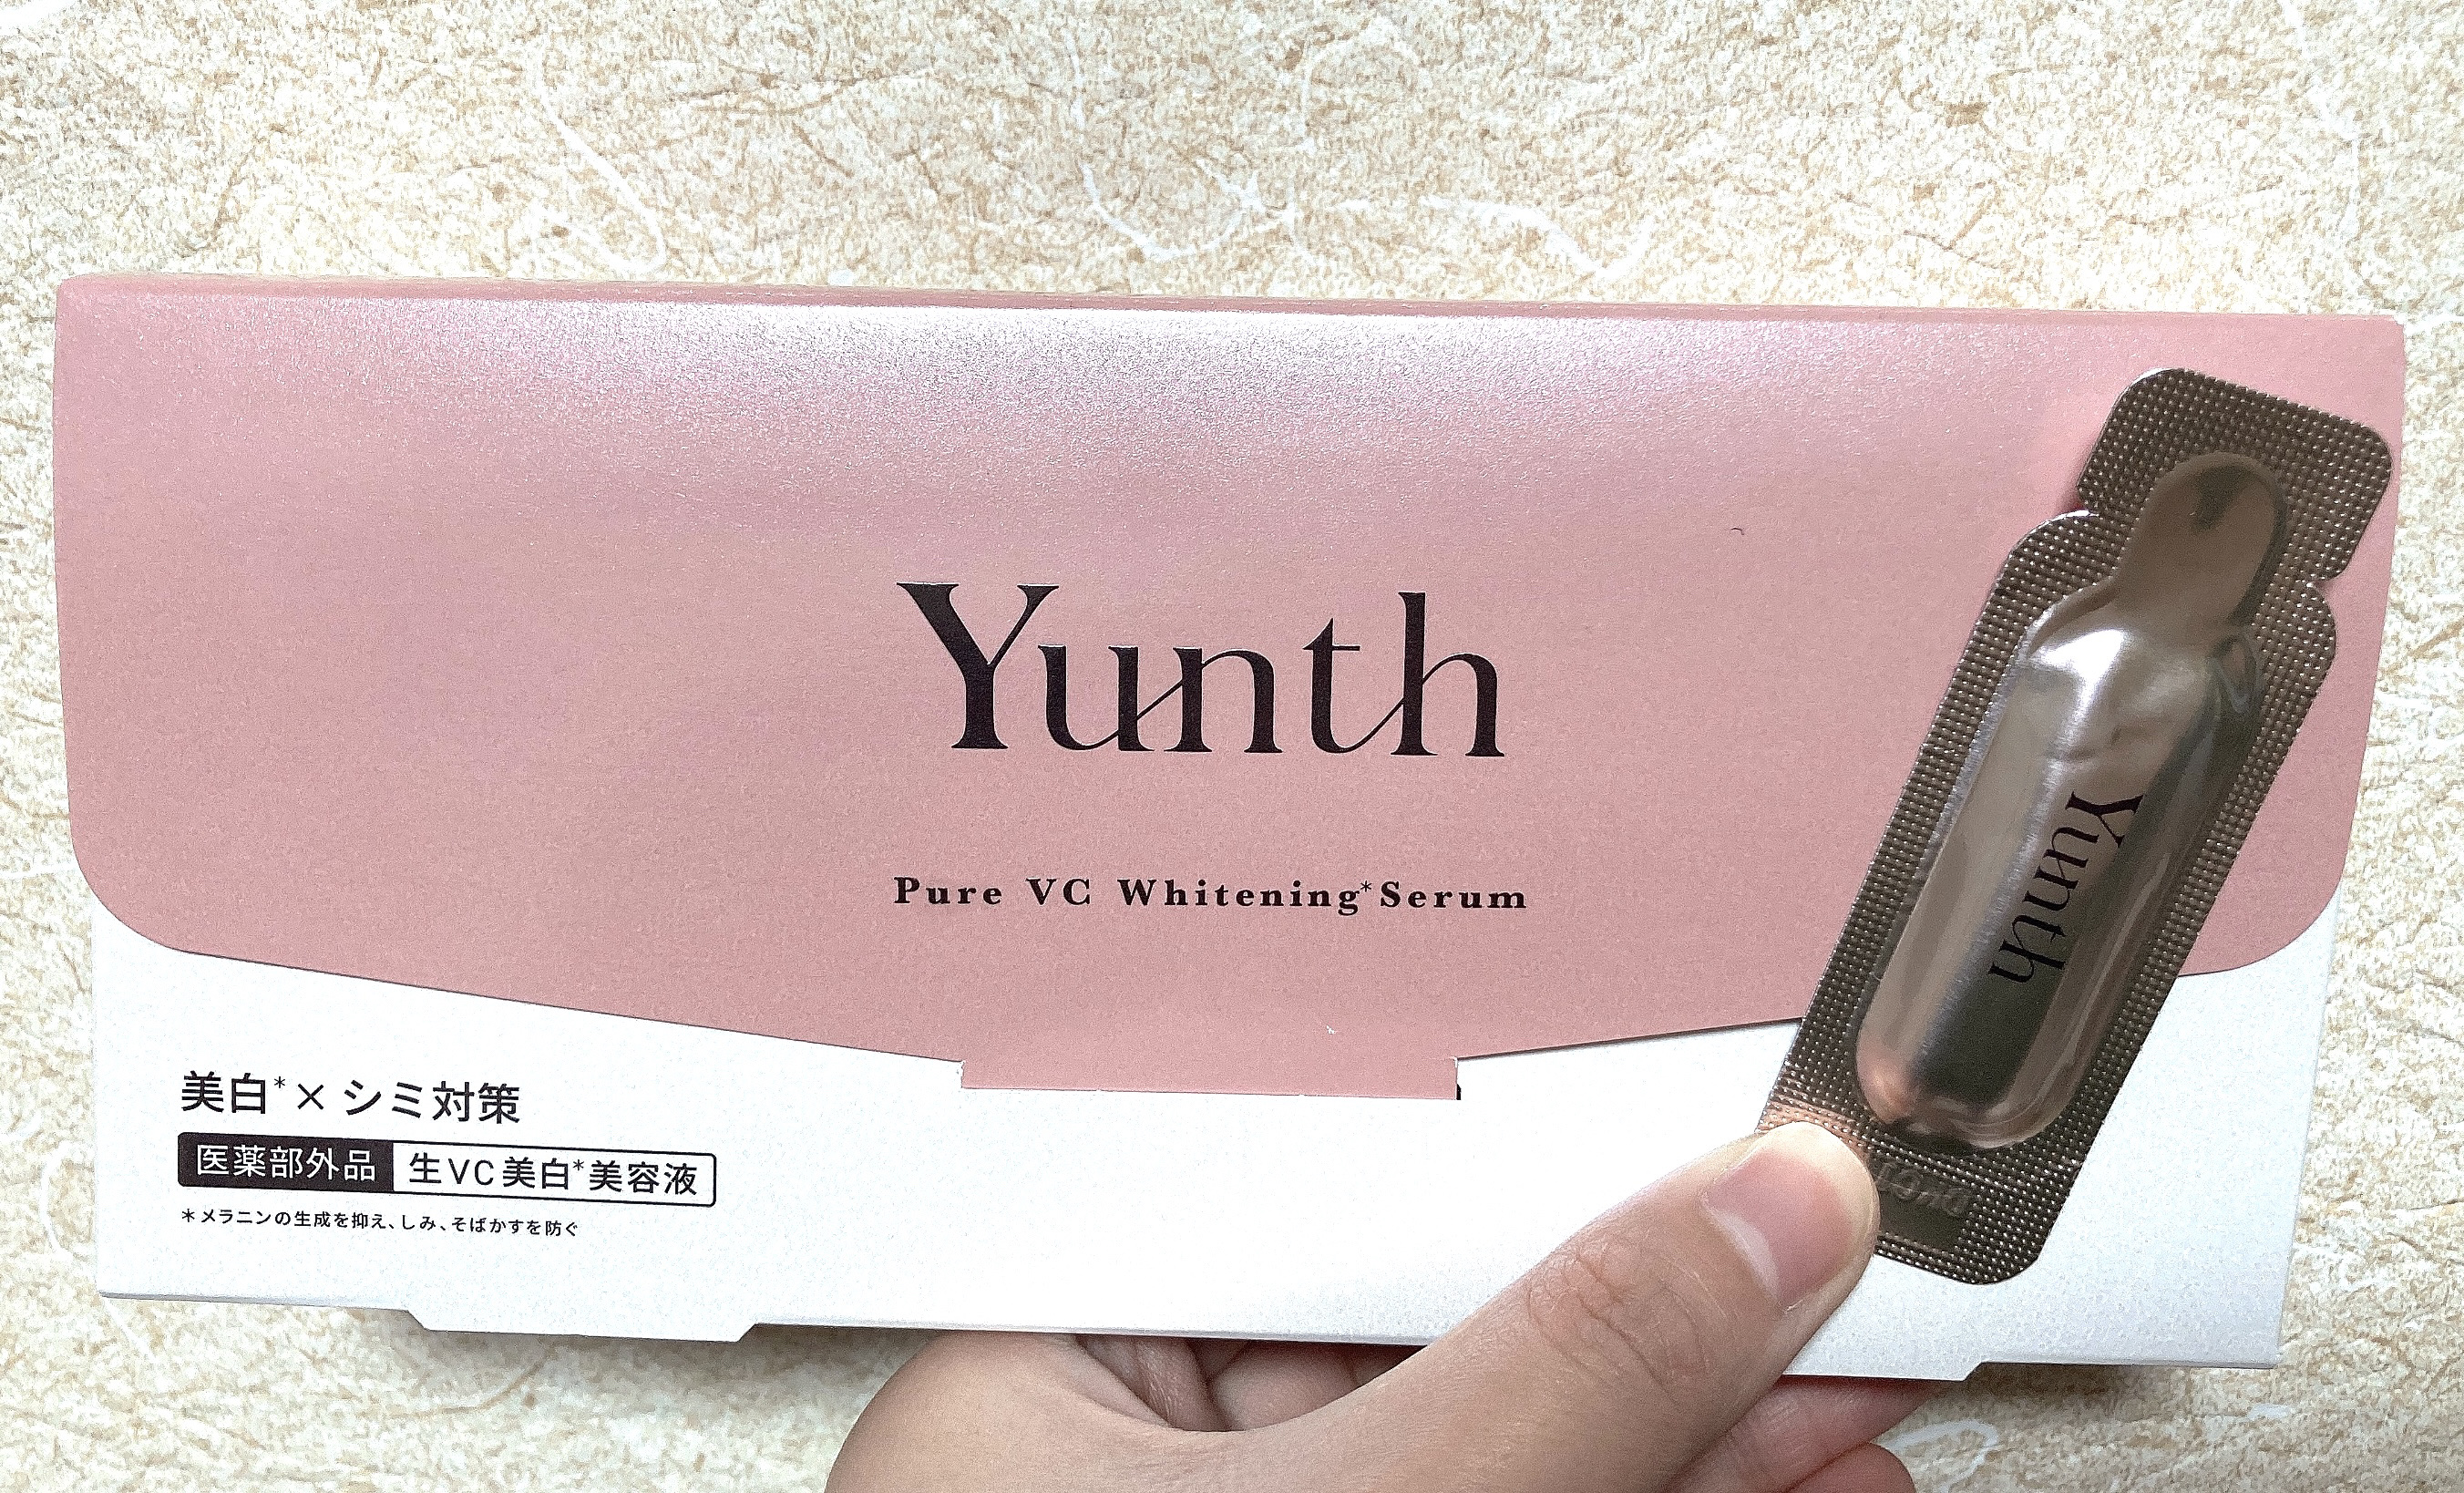 Yunth
Pure VC Whitening*Serum
美白*×シミ対策
医薬部外品 生VC美白*美容液
*メラニンの生成を抑え、しみ、そばかすを防ぐ
Yunth